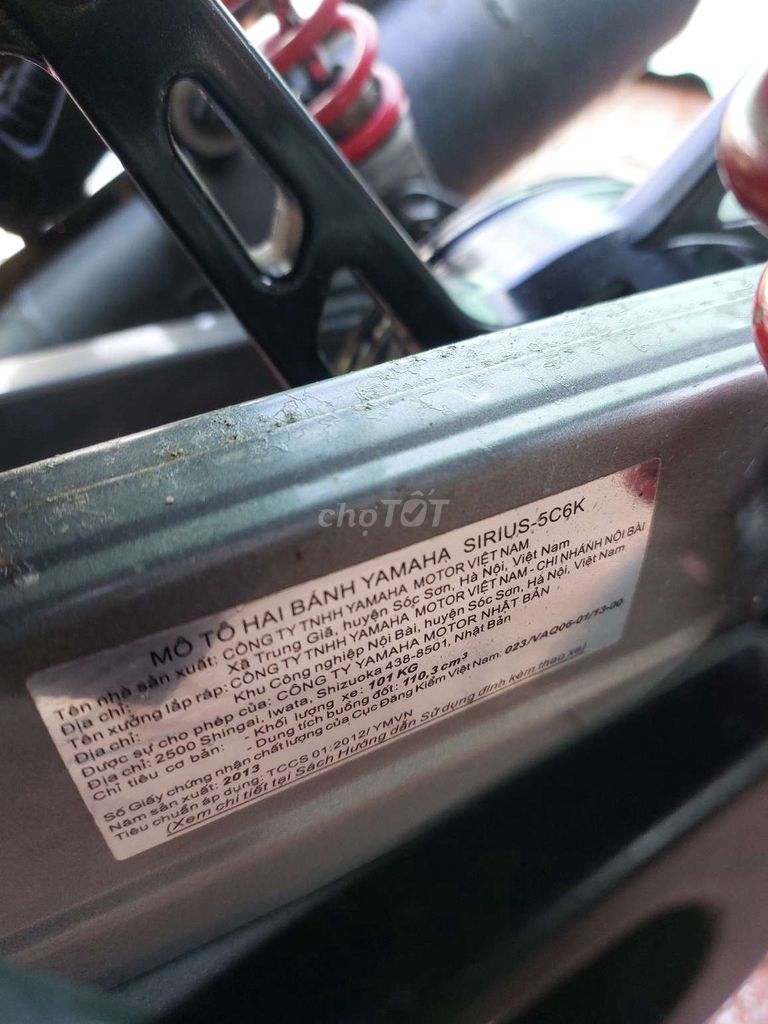 choTỐT
MÔ TÔ HAI BÁNH YAMAHA SIRIUS-5C6K
Tên nhà sản xuất: CÔNG TY TNHH YAMAHA MOTOR VIỆT NAM
Địa chỉ: Xã Trung Giã, huyện Sóc Sơn, Hà Nội, Việt Nam
Tên xưởng lắp ráp: CÔNG TY TNHH YAMAHA MOTOR VIỆT NAM - CHI NHÁNH NỘI BÀI
Địa chỉ: Khu Công nghiệp Nội Bài, huyện Sóc Sơn, Hà Nội, Việt Nam
Được sự cho phép của: CÔNG TY YAMAHA MOTOR NHẬT BẢN
Địa chỉ: 2500 Shingai, Iwata, Shizuoka 438-8501, Nhật Bản
Chỉ tiêu cơ bản: - Khối lượng xe: 101 KG
- Dung tích buồng đốt: 110,3 cm³
Số Giấy chứng nhận chất lượng của Cục Đăng Kiểm Việt Nam: 023/VAQ06-01/13-00
Năm sản xuất: 2013
Tiêu chuẩn áp dụng: TCCS 01:2012/ YMVN
(Xem chi tiết tại Sách Hướng dẫn Sử dụng đính kèm theo xe)